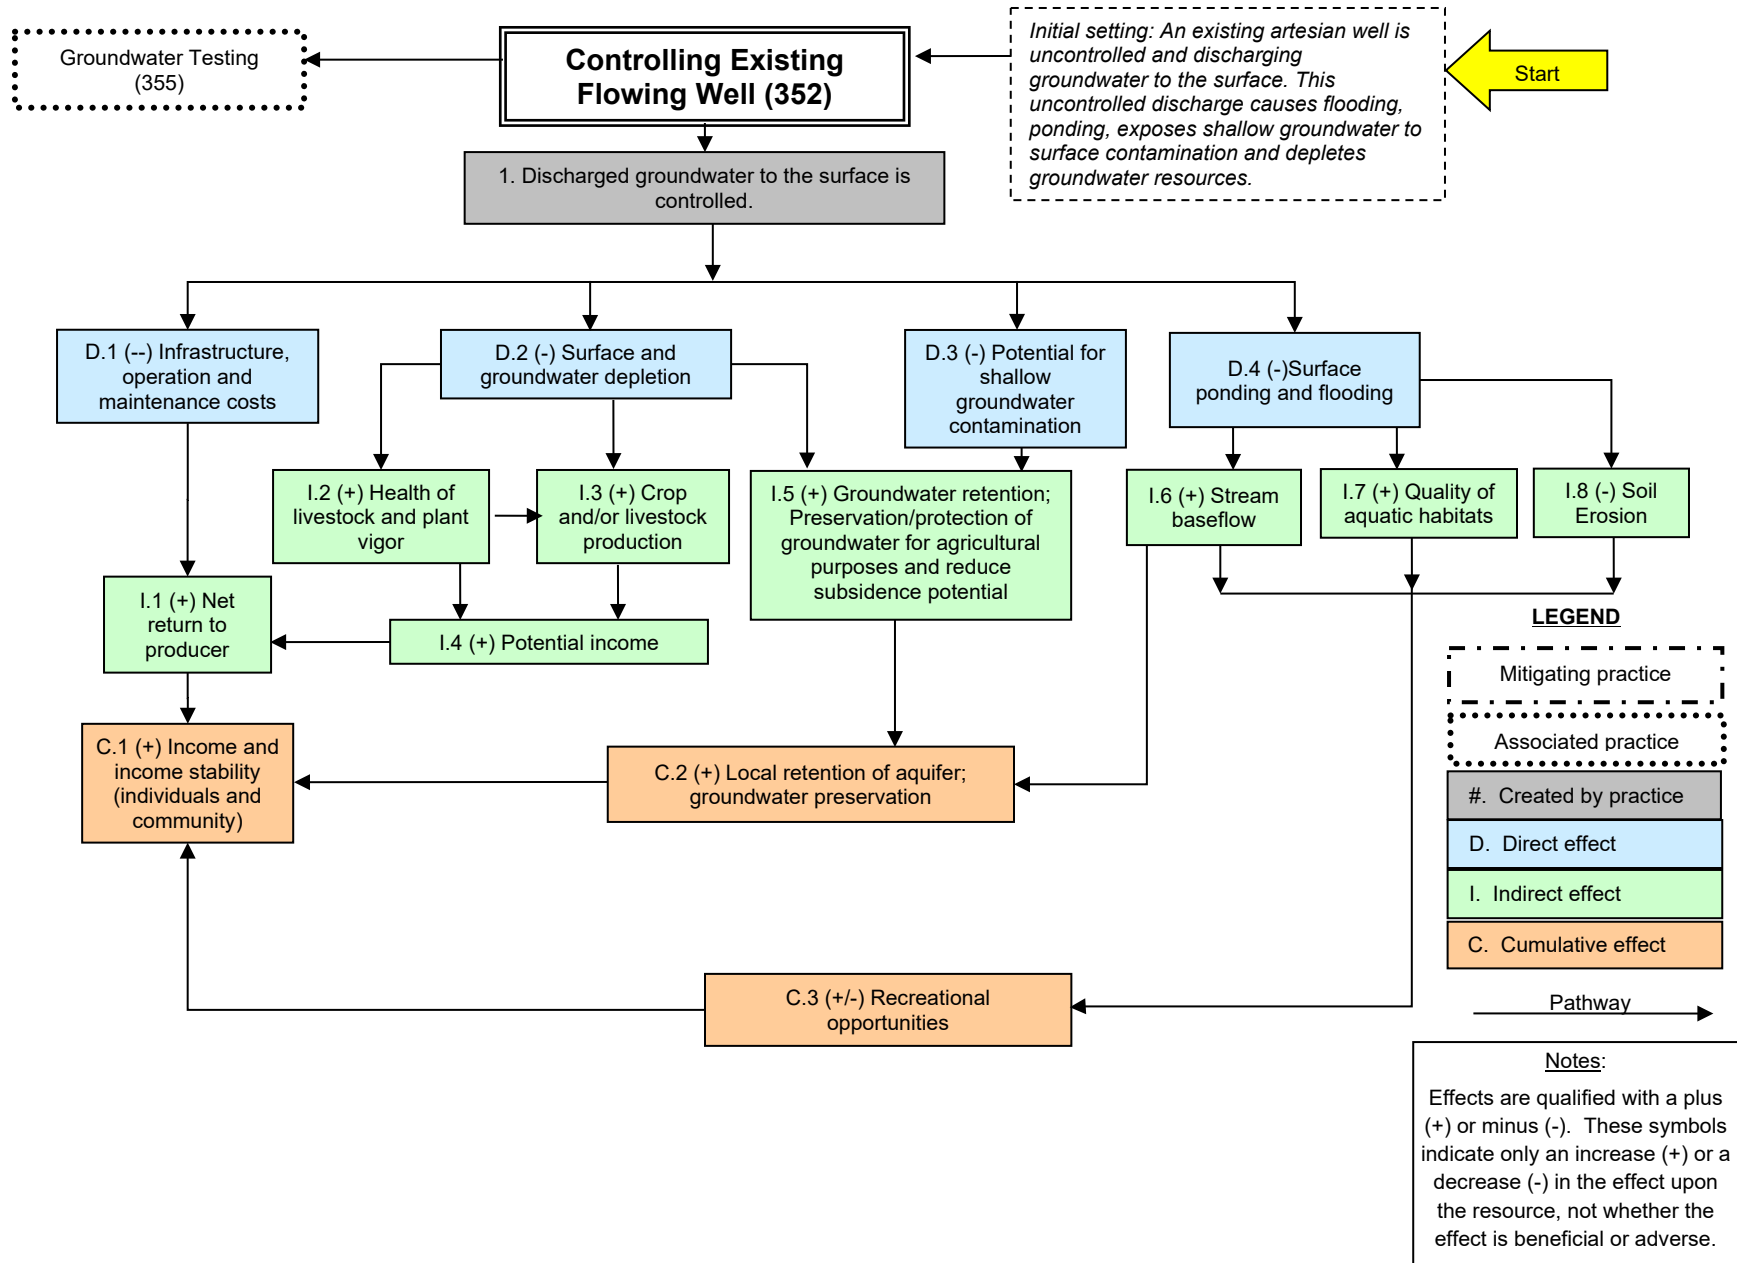 Groundwater Testing
(355)
Controlling Existing
Flowing Well (352)
Initial setting: An existing artesian well is
uncontrolled and discharging
groundwater to the surface. This
uncontrolled discharge causes flooding,
ponding, exposes shallow groundwater to
surface contamination and depletes
groundwater resources.
Start
1. Discharged groundwater to the surface is
controlled.
D.1 (--) Infrastructure,
operation and
maintenance costs
D.2 (-) Surface and
groundwater depletion
D.3 (-) Potential for
shallow
groundwater
contamination
D.4 (-)Surface
ponding and flooding
I.2 (+) Health of
livestock and plant
vigor
I.3 (+) Crop
and/or livestock
production
I.5 (+) Groundwater retention;
Preservation/protection of
groundwater for agricultural
purposes and reduce
subsidence potential
I.6 (+) Stream
baseflow
I.7 (+) Quality of
aquatic habitats
I.8 (-) Soil
Erosion
I.1 (+) Net
return to
producer
I.4 (+) Potential income
C.1 (+) Income and
income stability
(individuals and
community)
C.2 (+) Local retention of aquifer;
groundwater preservation
C.3 (+/-) Recreational
opportunities
LEGEND
Mitigating practice
Associated practice
#. Created by practice
D. Direct effect
I. Indirect effect
C. Cumulative effect
Pathway
Notes:
Effects are qualified with a plus
(+) or minus (-). These symbols
indicate only an increase (+) or a
decrease (-) in the effect upon
the resource, not whether the
effect is beneficial or adverse.